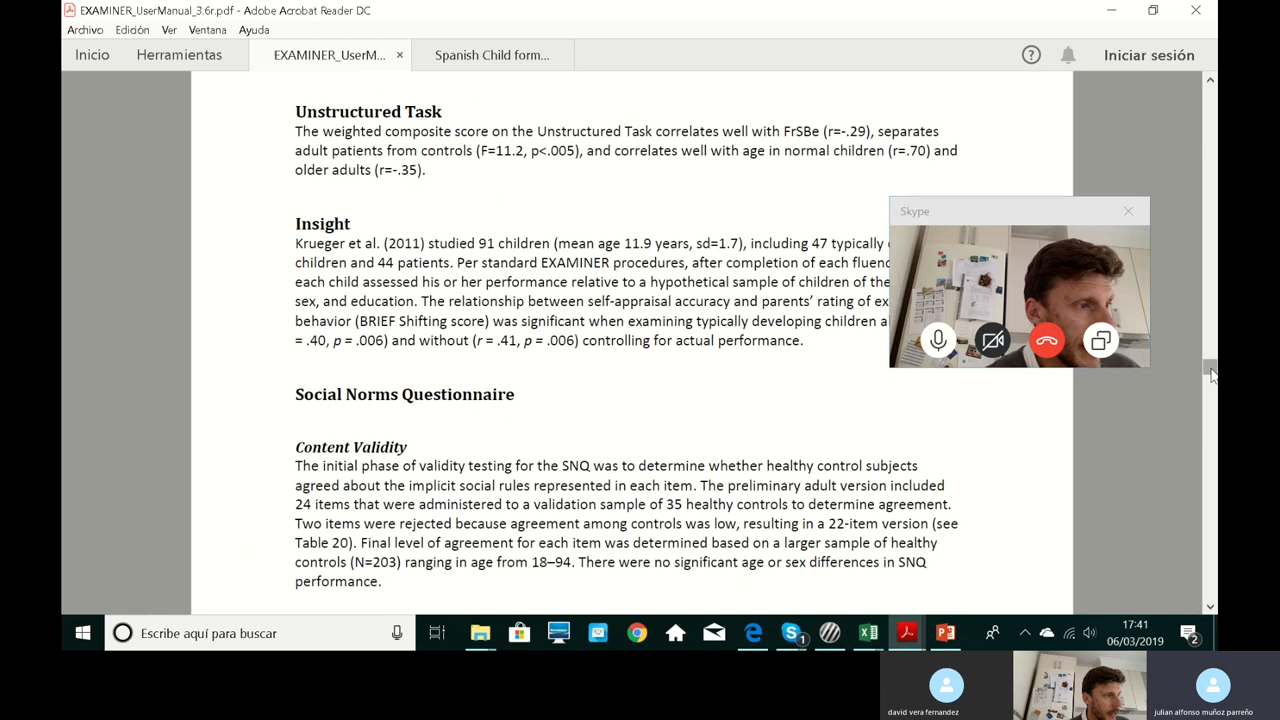 EXAMINER_UserManual_3.6r.pdf - Adobe Acrobat Reader DC
Archivo Edición Ver Ventana Ayuda
Inicio Herramientas EXAMINER_UserM... × Spanish Child form... Iniciar sesión
Unstructured Task
The weighted composite score on the Unstructured Task correlates well with FrSBe (r=-.29), separates
adult patients from controls (F=11.2, p<.005), and correlates well with age in normal children (r=.70) and
older adults (r=-.35).
Insight
Krueger et al. (2011) studied 91 children (mean age 11.9 years, sd=1.7), including 47 typically
children and 44 patients. Per standard EXAMINER procedures, after completion of each
each child assessed his or her performance relative to a hypothetical sample of children of the
sex, and education. The relationship between self-appraisal accuracy and parents' rating of
behavior (BRIEF Shifting score) was significant when examining typically developing children
= .40, p = .006) and without (r = .41, p = .006) controlling for actual performance.
Skype
Social Norms Questionnaire
Content Validity
The initial phase of validity testing for the SNQ was to determine whether healthy control subjects
agreed about the implicit social rules represented in each item. The preliminary adult version included
24 items that were administered to a validation sample of 35 healthy controls to determine agreement.
Two items were rejected because agreement among controls was low, resulting in a 22-item version (see
Table 20). Final level of agreement for each item was determined based on a larger sample of healthy
controls (N=203) ranging in age from 18–94. There were no significant age or sex differences in SNQ
performance.
Escribe aquí para buscar
17:41
06/03/2019
david vera fernandez
julian alfonso muñoz parreño